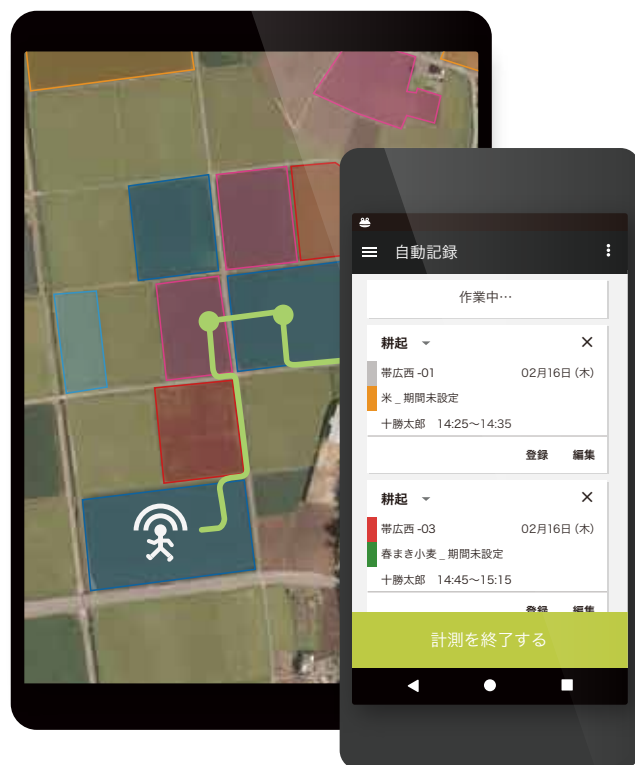 自動記録
作業中…
耕起
帯広西 -01 02月16日 (木)
米 _ 期間未設定
十勝太郎 14:25～14:35
登録 編集
耕起
帯広西 -03 02月16日 (木)
春まき小麦 _ 期間未設定
十勝太郎 14:45～15:15
登録 編集
計測を終了する